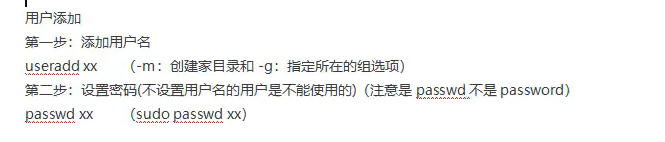 用户添加
第一步：添加用户名
useradd xx （-m：创建家目录和 -g：指定所在的组选项）
第二步：设置密码(不设置用户名的用户是不能使用的)（注意是 passwd 不是 password）
passwd xx （sudo passwd xx）